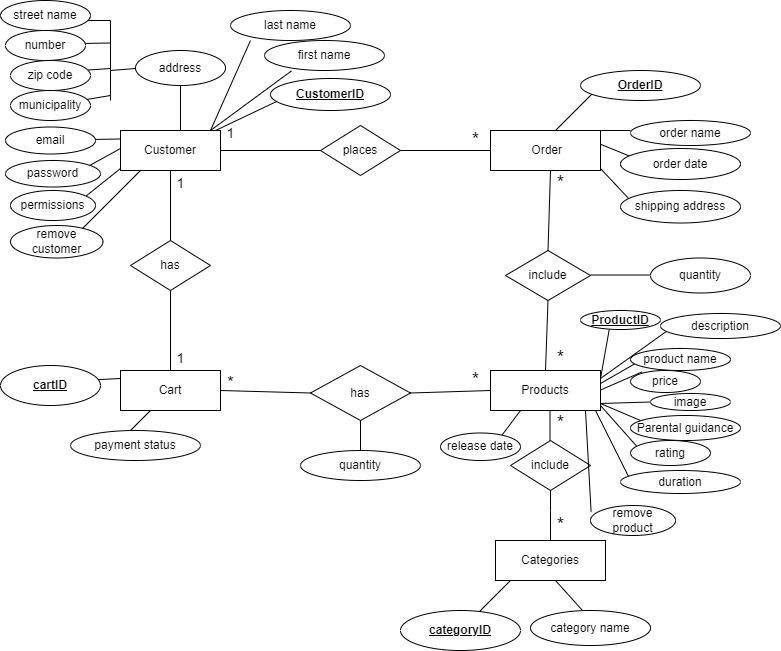 street name
last name
number
first name
zip code
address
OrderID
CustomerID
municipality
1
*
order name
email
Customer
places
Order
order date
password
1
*
permissions
shipping address
remove
customer
has
include
quantity
ProductID
description
1
*
product name
cartID
Cart
*
has
*
Products
price
image
*
Parental guidance
payment status
release date
rating
quantity
include
duration
remove
product
*
Categories
categoryID
category name